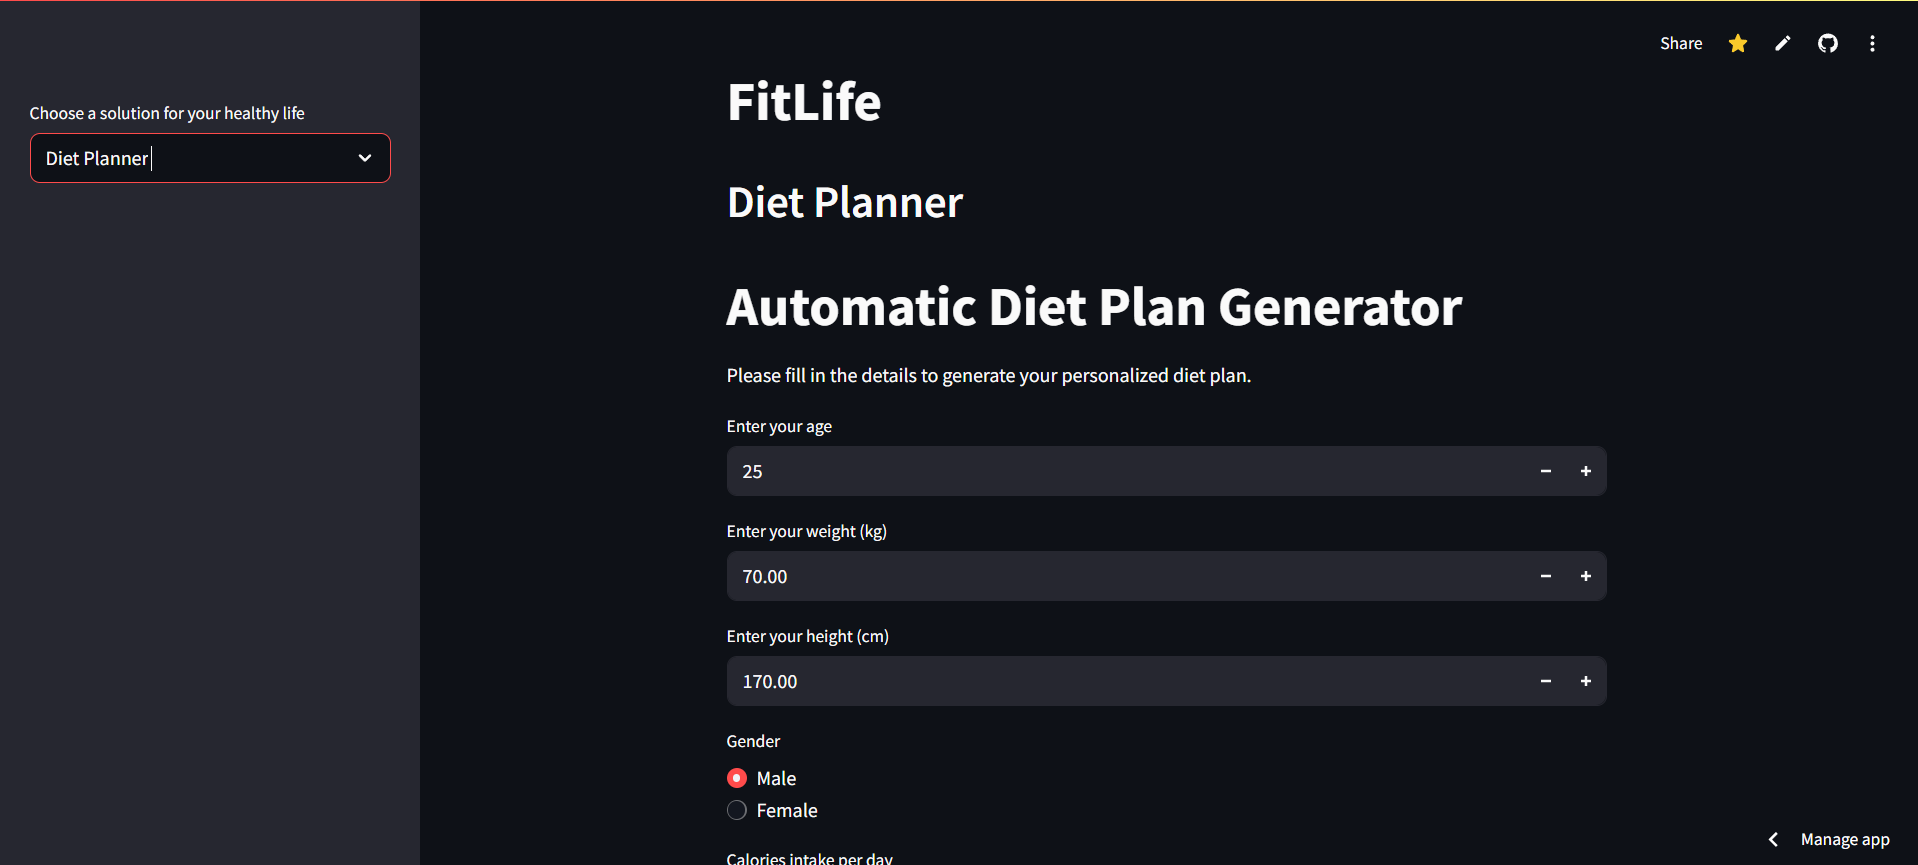 Share
Choose a solution for your healthy life
Diet Planner
FitLife
Diet Planner
Automatic Diet Plan Generator
Please fill in the details to generate your personalized diet plan.
Enter your age
25
Enter your weight (kg)
70.00
Enter your height (cm)
170.00
Gender
Male
Female
Calories intake per day
Manage app